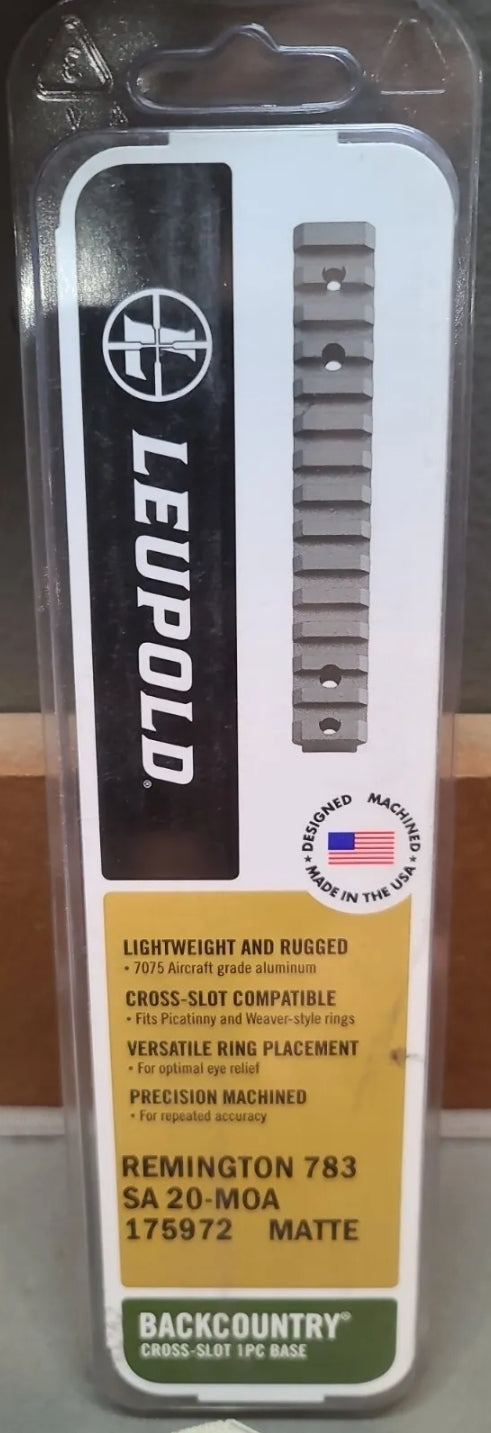 LEUPOLD®
DESIGNED MACHINED
★ MADE IN THE USA ★
LIGHTWEIGHT AND RUGGED
• 7075 Aircraft grade aluminum
CROSS-SLOT COMPATIBLE
• Fits Picatinny and Weaver-style rings
VERSATILE RING PLACEMENT
• For optimal eye relief
PRECISION MACHINED
• For repeated accuracy
REMINGTON 783
SA 20-MOA
175972 MATTE
BACKCOUNTRY®
CROSS-SLOT 1PC BASE